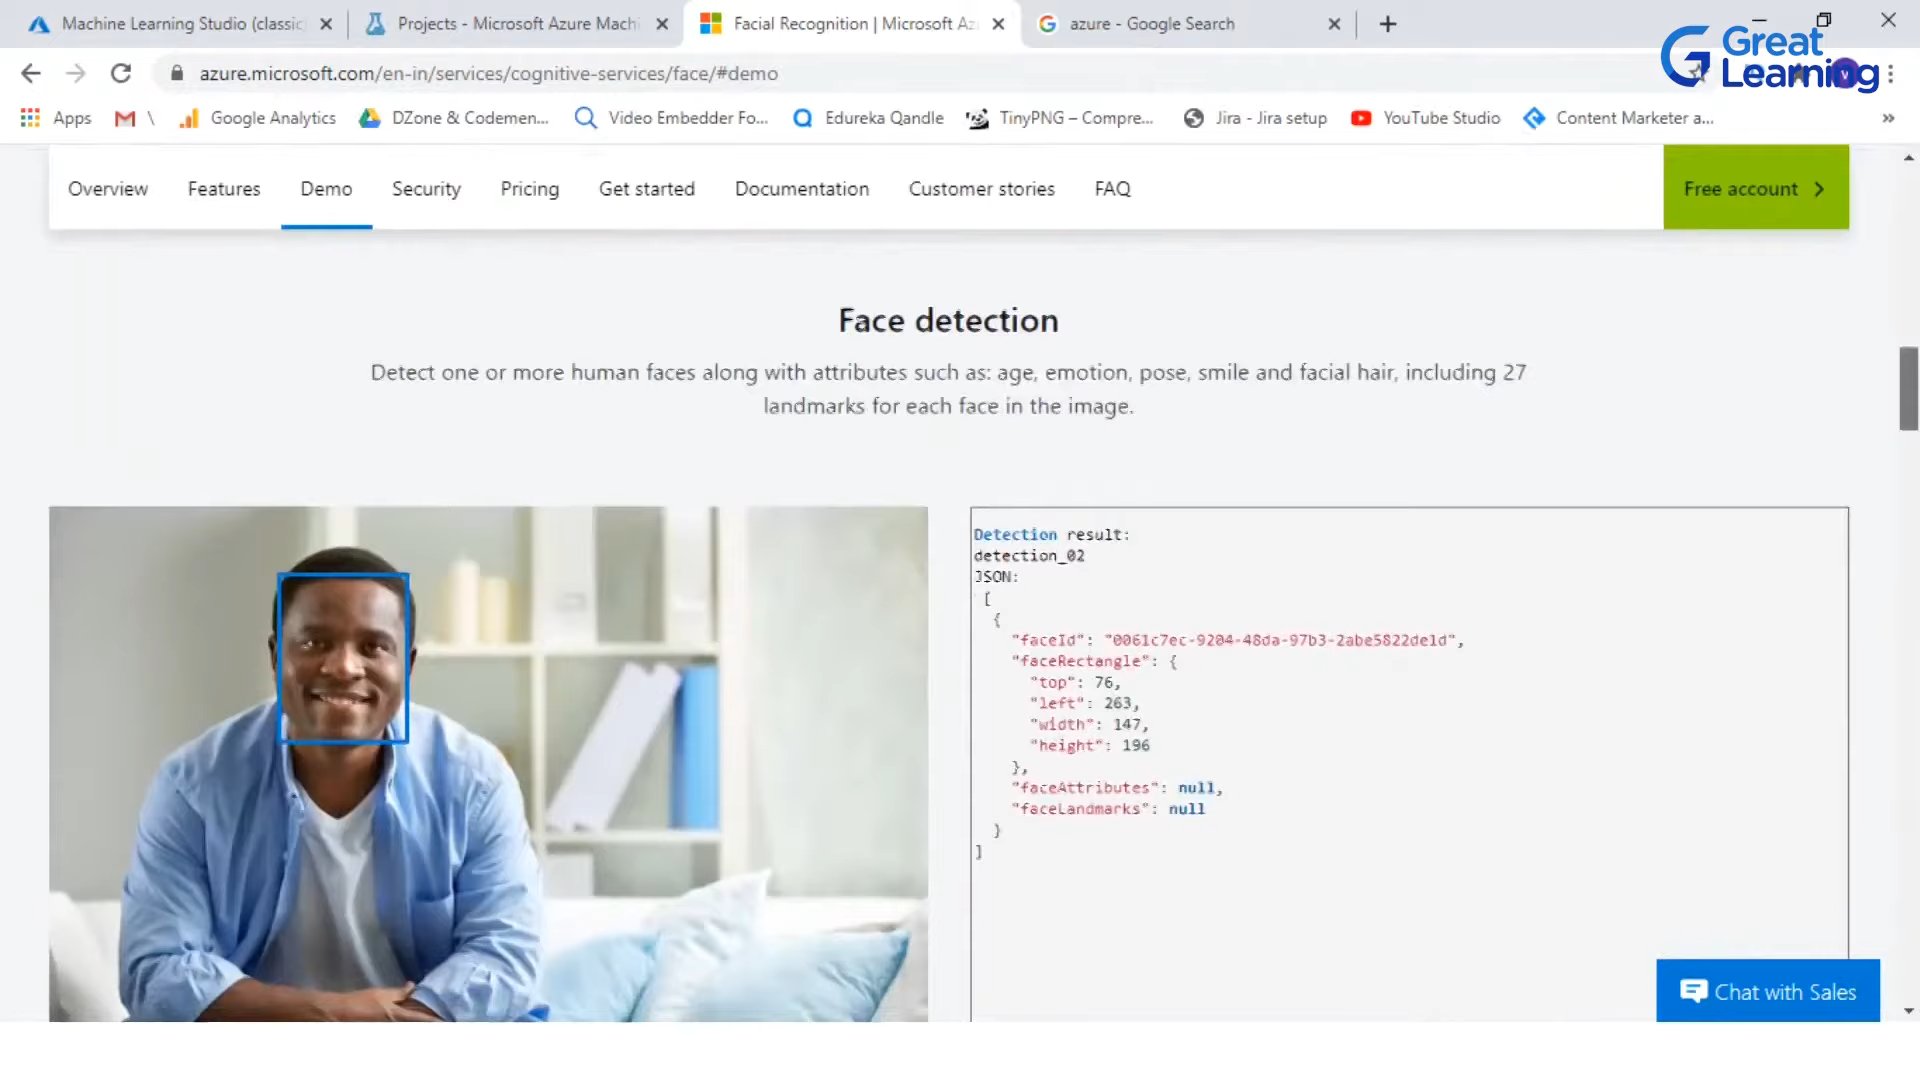 Machine Learning Studio (classic
Projects - Microsoft Azure Machi
Facial Recognition | Microsoft Az
azure - Google Search
Great
Learning
azure.microsoft.com/en-in/services/cognitive-services/face/#demo
Apps
\
Google Analytics
DZone & Codemen...
Video Embedder Fo...
Edureka Qandle
TinyPNG – Compre...
Jira - Jira setup
YouTube Studio
Content Marketer a...
»
Overview
Features
Demo
Security
Pricing
Get started
Documentation
Customer stories
FAQ
Free account
Face detection
Detect one or more human faces along with attributes such as: age, emotion, pose, smile and facial hair, including 27
landmarks for each face in the image.
Detection result:
detection_02
JSON:
[
{
"faceId": "0061c7ec-9204-48da-97b3-2abe5822de1d",
"faceRectangle": {
"top": 76,
"left": 263,
"width": 147,
"height": 196
},
"faceAttributes": null,
"faceLandmarks": null
}
]
Chat with Sales